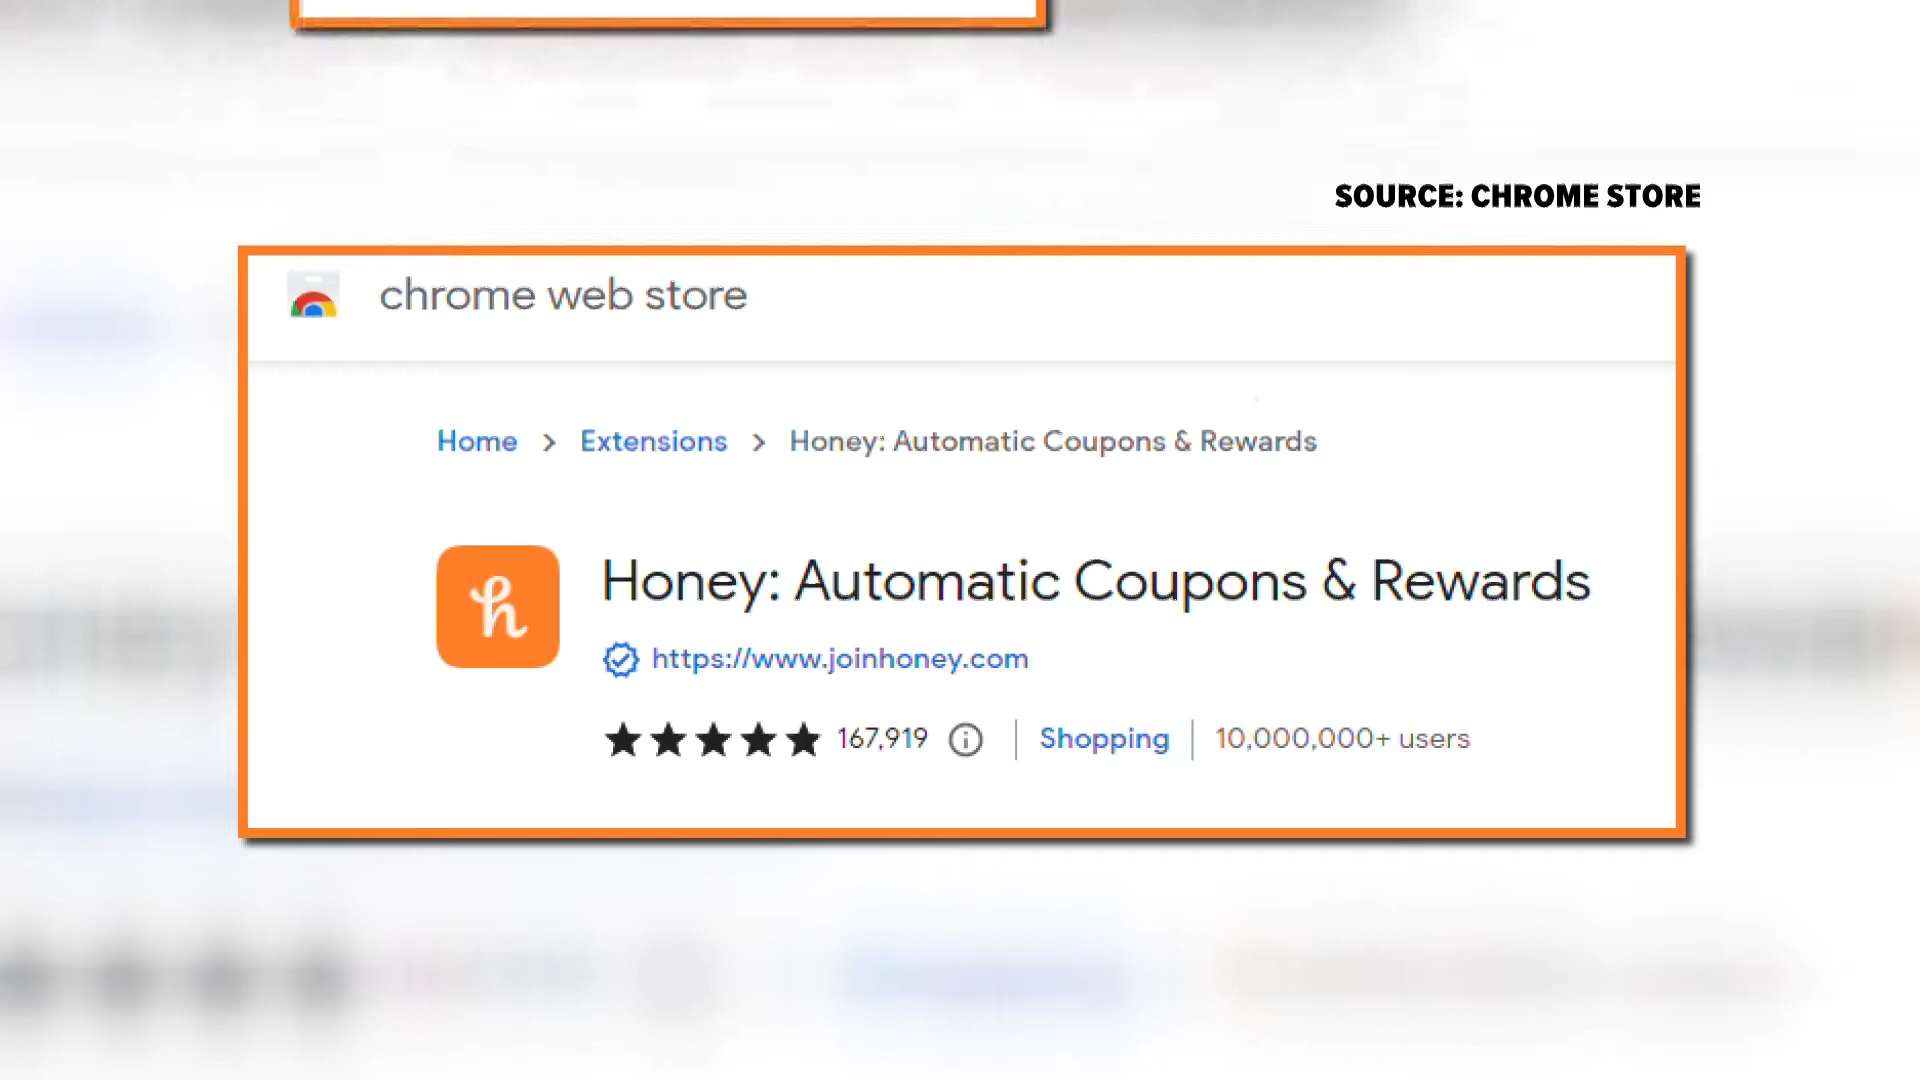 SOURCE: CHROME STORE
chrome web store
Home > Extensions > Honey: Automatic Coupons & Rewards
h
Honey: Automatic Coupons & Rewards
https://www.joinhoney.com
★★★★★ 167,919 | Shopping | 10,000,000+ users